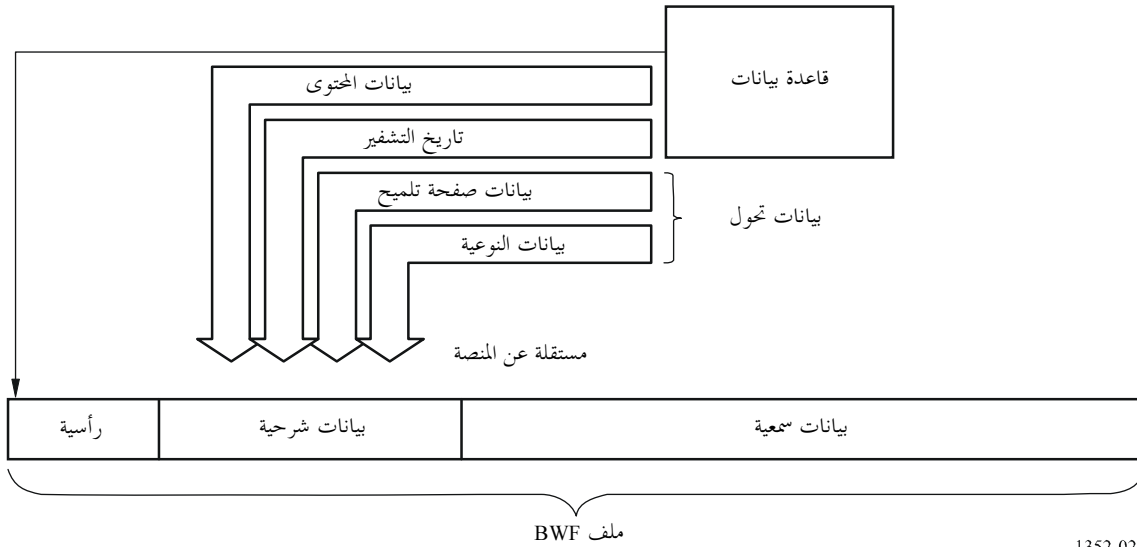 قاعدة بيانات
بيانات المحتوى
تاريخ التشفير
بيانات صفحة تلميح
بيانات تحول
بيانات النوعية
مستقلة عن المنصة
رأسية
بيانات شرحية
بيانات سمعية
ملف BWF
1352-02